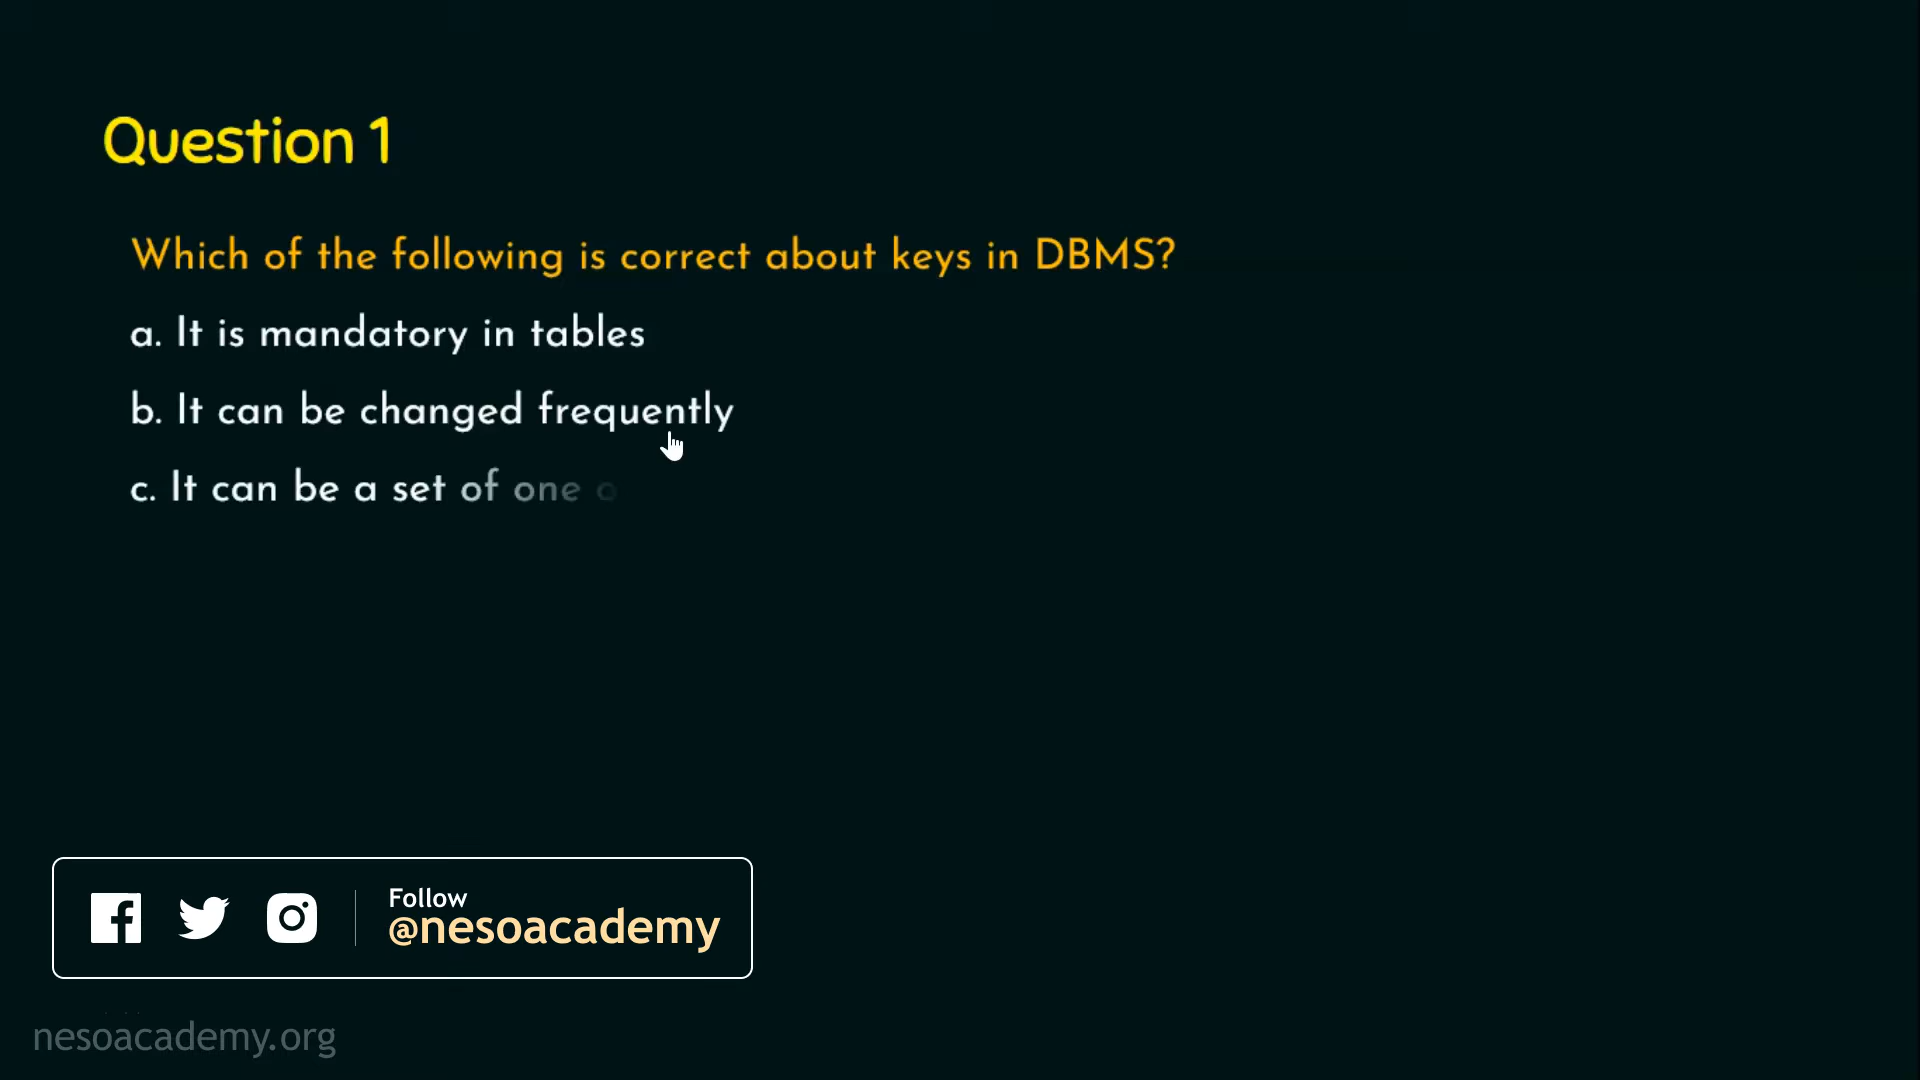 Question 1
Which of the following is correct about keys in DBMS?
a. It is mandatory in tables
b. It can be changed frequently
c. It can be a set of one o
Follow
@nesoacademy
nesoacademy.org